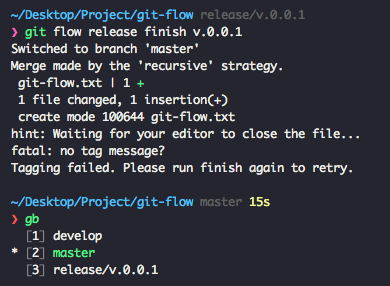 ~/Desktop/Project/git-flow release/v.0.0.1
❯ git flow release finish v.0.0.1
Switched to branch 'master'
Merge made by the 'recursive' strategy.
 git-flow.txt | 1 +
 1 file changed, 1 insertion(+)
 create mode 100644 git-flow.txt
hint: Waiting for your editor to close the file...
fatal: no tag message?
Tagging failed. Please run finish again to retry.
~/Desktop/Project/git-flow master 15s
❯ gb
  [1] develop
* [2] master
  [3] release/v.0.0.1